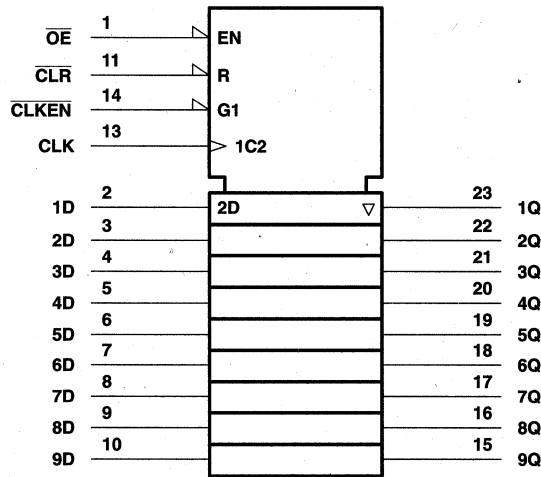 OE 1 EN
CLR 11 R
CLKEN 14 G1
CLK 13 1C2
1D 2 2D 23 1Q
2D 3 22 2Q
3D 4 21 3Q
4D 5 20 4Q
5D 6 19 5Q
6D 7 18 6Q
7D 8 17 7Q
8D 9 16 8Q
9D 10 15 9Q